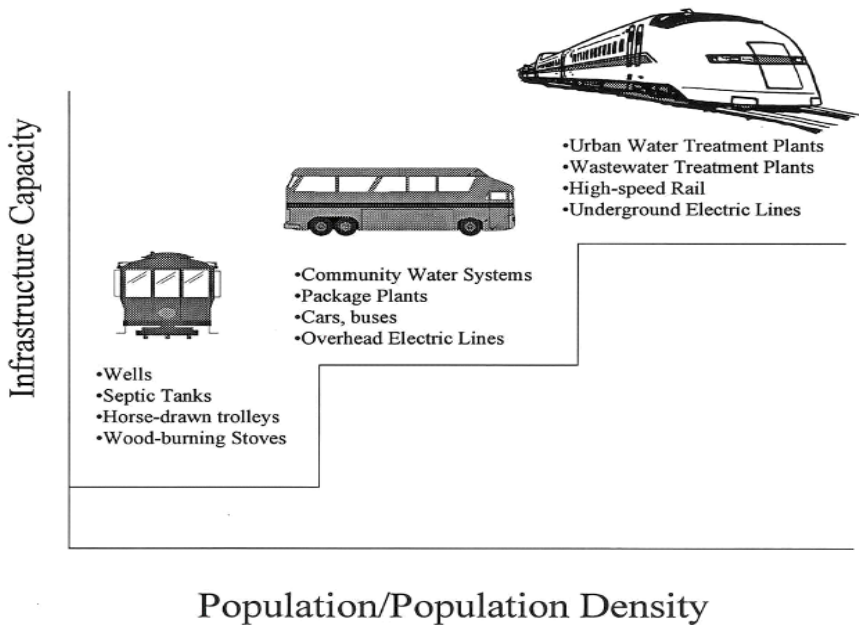 Infrastructure Capacity
•Urban Water Treatment Plants
•Wastewater Treatment Plants
•High-speed Rail
•Underground Electric Lines
•Community Water Systems
•Package Plants
•Cars, buses
•Overhead Electric Lines
•Wells
•Septic Tanks
•Horse-drawn trolleys
•Wood-burning Stoves
Population/Population Density